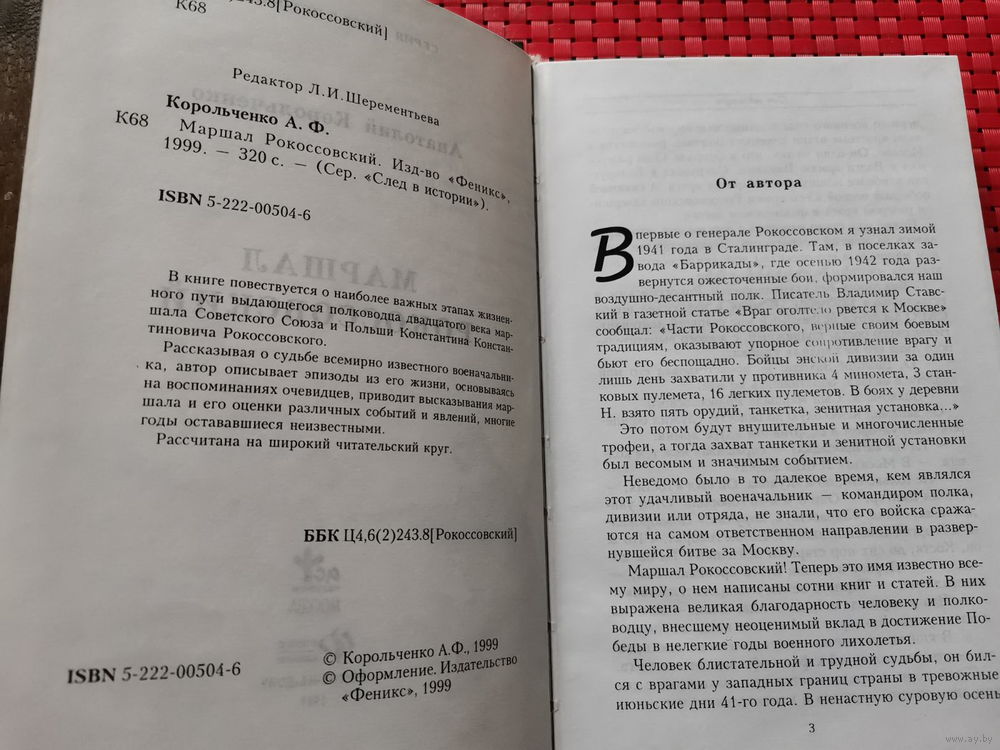 243.8[Рокоссовский]
К68
Редактор Л.И.Шерементьева
Корольченко А. Ф.
К68 Маршал Рокоссовский. Изд-во «Феникс»,
1999. — 320 с. — (Сер. «След в истории»).
ISBN 5-222-00504-6
В книге повествуется о наиболее важных этапах жизнен-
ного пути выдающегося полководца двадцатого века мар-
шала Советского Союза и Польши Константина Констан-
тиновича Рокоссовского.
Рассказывая о судьбе всемирно известного военачальни-
ка, автор описывает эпизоды из его жизни, основываясь
на воспоминаниях очевидцев, приводит высказывания мар-
шала и его оценки различных событий и явлений, многие
годы остававшиеся неизвестными.
Рассчитана на широкий читательский круг.
ББК Ц4,6(2)243.8[Рокоссовский]
ISBN 5-222-00504-6
© Корольченко А.Ф., 1999
© Оформление. Издательство
«Феникс», 1999
От автора
Впервые о генерале Рокоссовском я узнал зимой
1941 года в Сталинграде. Там, в поселках за-
вода «Баррикады», где осенью 1942 года раз-
вернутся ожесточенные бои, формировался наш
воздушно-десантный полк. Писатель Владимир Став-
ский в газетной статье «Враг оголтело рвется к Москве»
сообщал: «Части Рокоссовского, верные своим боевым
традициям, оказывают упорное сопротивление врагу и
бьют его беспощадно. Бойцы энской дивизии за один
лишь день захватили у противника 4 миномета, 3 стан-
ковых пулемета, 16 легких пулеметов. В боях у деревни
Н. взято пять орудий, танкетка, зенитная установка...»
Это потом будут внушительные и многочисленные
трофеи, а тогда захват танкетки и зенитной установки
был весомым и значимым событием.
Неведомо было в то далекое время, кем являлся
этот удачливый военачальник — командиром полка,
дивизии или отряда, не знали, что его войска сража-
ются на самом ответственном направлении в развер-
нувшейся битве за Москву.
Маршал Рокоссовский! Теперь это имя известно все-
му миру, о нем написаны сотни книг и статей. В них
выражена великая благодарность человеку и полко-
водцу, внесшему неоценимый вклад в достижение По-
беды в нелегкие годы военного лихолетья.
Человек блистательной и трудной судьбы, он бил-
ся с врагами у западных границ страны в тревожные
июньские дни 41-го года. В ненастную суровую осень
3
www.ay.by